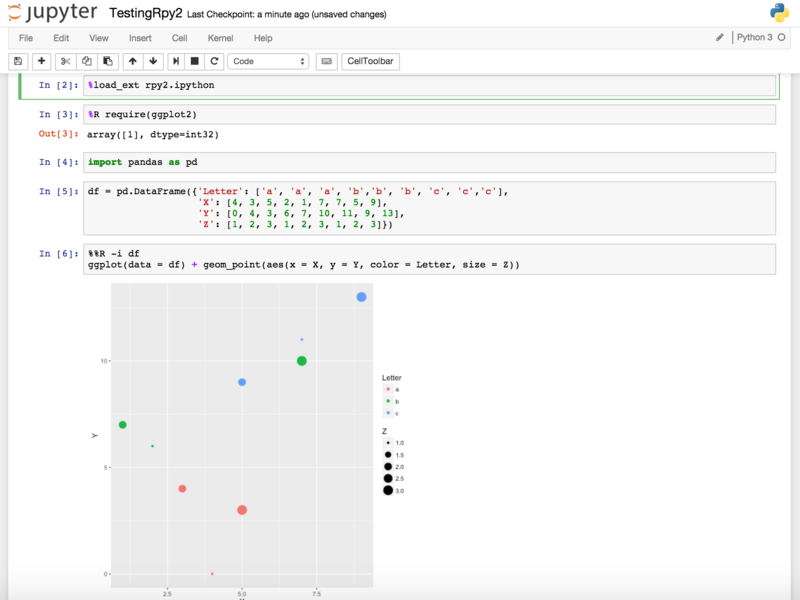 jupyter TestingRpy2 Last Checkpoint: a minute ago (unsaved changes)
File Edit View Insert Cell Kernel Help Python 3
Code CellToolbar
In [2]: %load_ext rpy2.ipython
In [3]: %R require(ggplot2)
Out[3]: array([1], dtype=int32)
In [4]: import pandas as pd
In [5]: df = pd.DataFrame({'Letter': ['a', 'a', 'a', 'b','b', 'b', 'c', 'c','c'],
'X': [4, 3, 5, 2, 1, 7, 7, 5, 9],
'Y': [0, 4, 3, 6, 7, 10, 11, 9, 13],
'Z': [1, 2, 3, 1, 2, 3, 1, 2, 3]})
In [6]: %%R -i df
ggplot(data = df) + geom_point(aes(x = X, y = Y, color = Letter, size = Z))
10
5
0
Y
2.5 5.0 7.5
Letter
a
b
c
Z
1.0
1.5
2.0
2.5
3.0